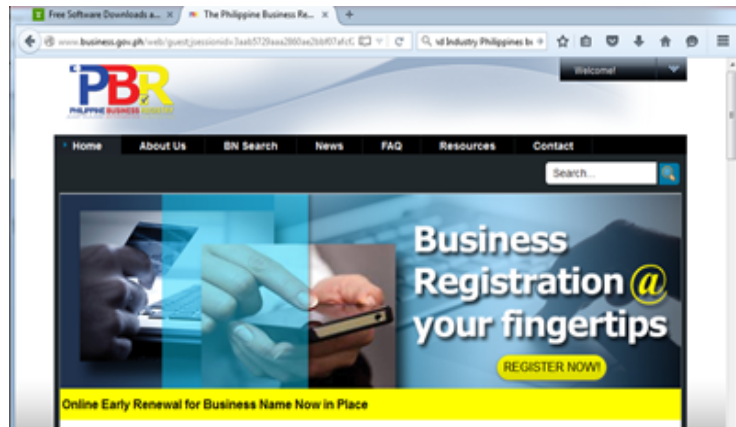 Free Software Downloads a...
The Philippine Business Re...
www.business.gov.ph/web/guest
Industry Philippines
Welcome!
PBR
PHILIPPINE BUSINESS REGISTRY
Home About Us BN Search News FAQ Resources Contact
Search...
Business
Registration @
your fingertips
REGISTER NOW!
Online Early Renewal for Business Name Now in Place